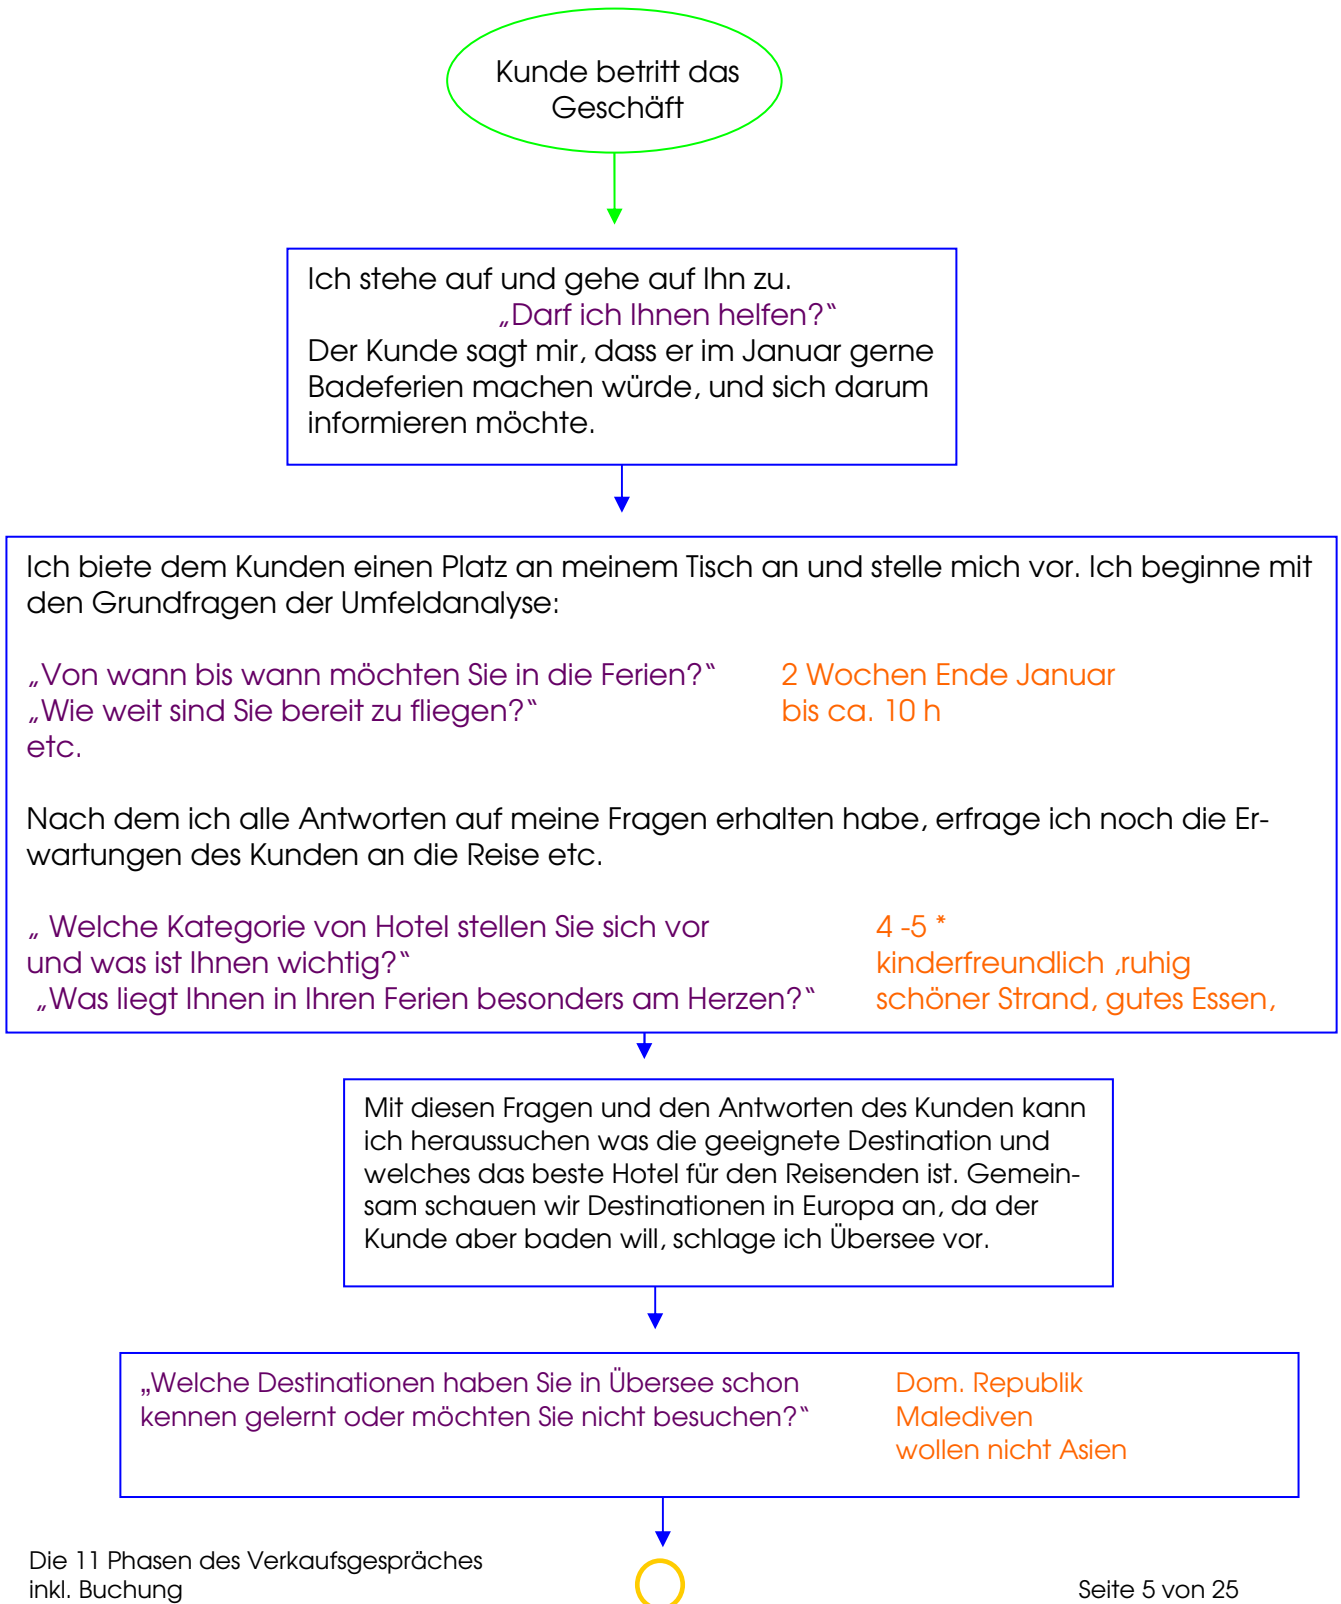 Kunde betritt das
Geschäft
Ich stehe auf und gehe auf Ihn zu.
„Darf ich Ihnen helfen?“
Der Kunde sagt mir, dass er im Januar gerne
Badeferien machen würde, und sich darum
informieren möchte.
Ich biete dem Kunden einen Platz an meinem Tisch an und stelle mich vor. Ich beginne mit
den Grundfragen der Umfeldanalyse:
„Von wann bis wann möchten Sie in die Ferien?“ 2 Wochen Ende Januar
„Wie weit sind Sie bereit zu fliegen?“ bis ca. 10 h
etc.
Nach dem ich alle Antworten auf meine Fragen erhalten habe, erfrage ich noch die Er-
wartungen des Kunden an die Reise etc.
„ Welche Kategorie von Hotel stellen Sie sich vor 4 -5 *
und was ist Ihnen wichtig?“ kinderfreundlich ,ruhig
„Was liegt Ihnen in Ihren Ferien besonders am Herzen?“ schöner Strand, gutes Essen,
Mit diesen Fragen und den Antworten des Kunden kann
ich heraussuchen was die geeignete Destination und
welches das beste Hotel für den Reisenden ist. Gemein-
sam schauen wir Destinationen in Europa an, da der
Kunde aber baden will, schlage ich Übersee vor.
„Welche Destinationen haben Sie in Übersee schon Dom. Republik
kennen gelernt oder möchten Sie nicht besuchen?“ Malediven
wollen nicht Asien
Die 11 Phasen des Verkaufsgespräches
inkl. Buchung Seite 5 von 25